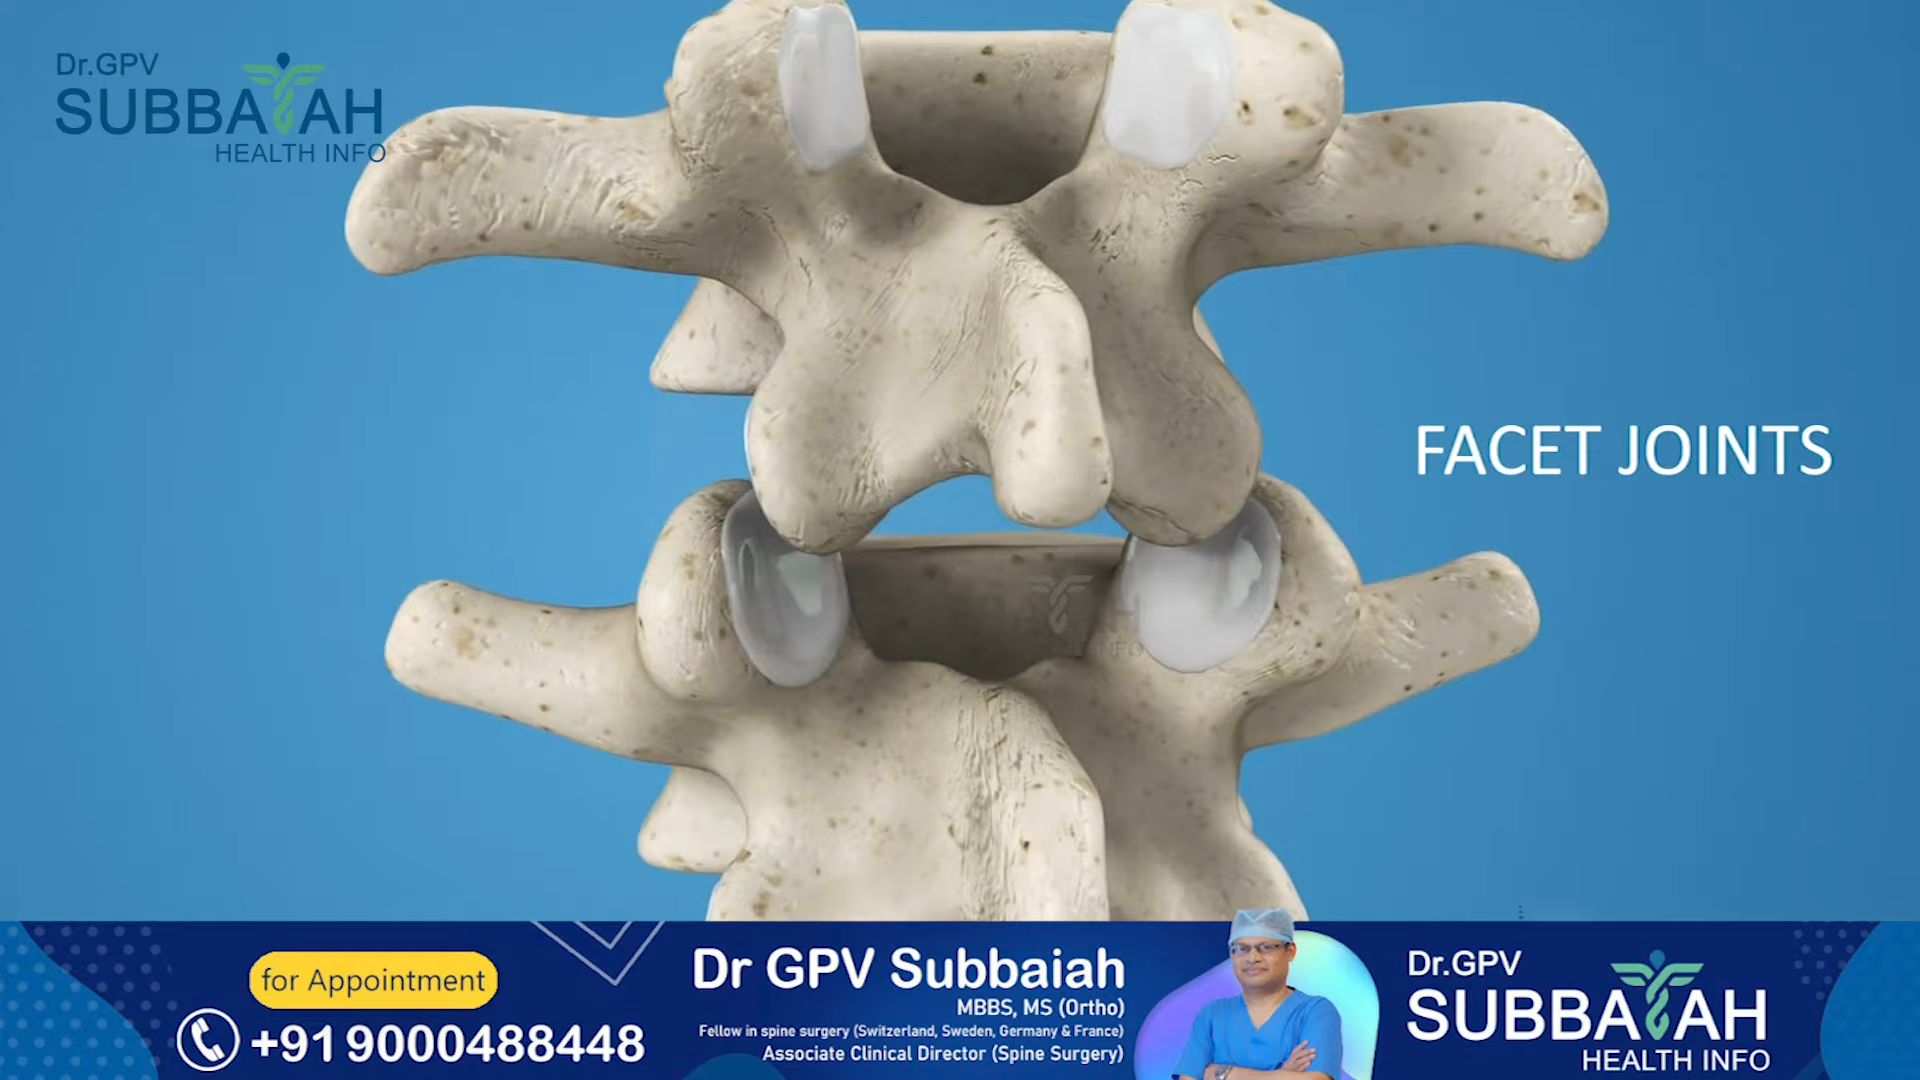 Dr.GPV
SUBBAIAH
HEALTH INFO
FACET JOINTS
for Appointment
+91 9000488448
Dr GPV Subbaiah
MBBS, MS (Ortho)
Fellow in spine surgery (Switzerland, Sweden, Germany & France)
Associate Clinical Director (Spine Surgery)
Dr.GPV
SUBBAIAH
HEALTH INFO